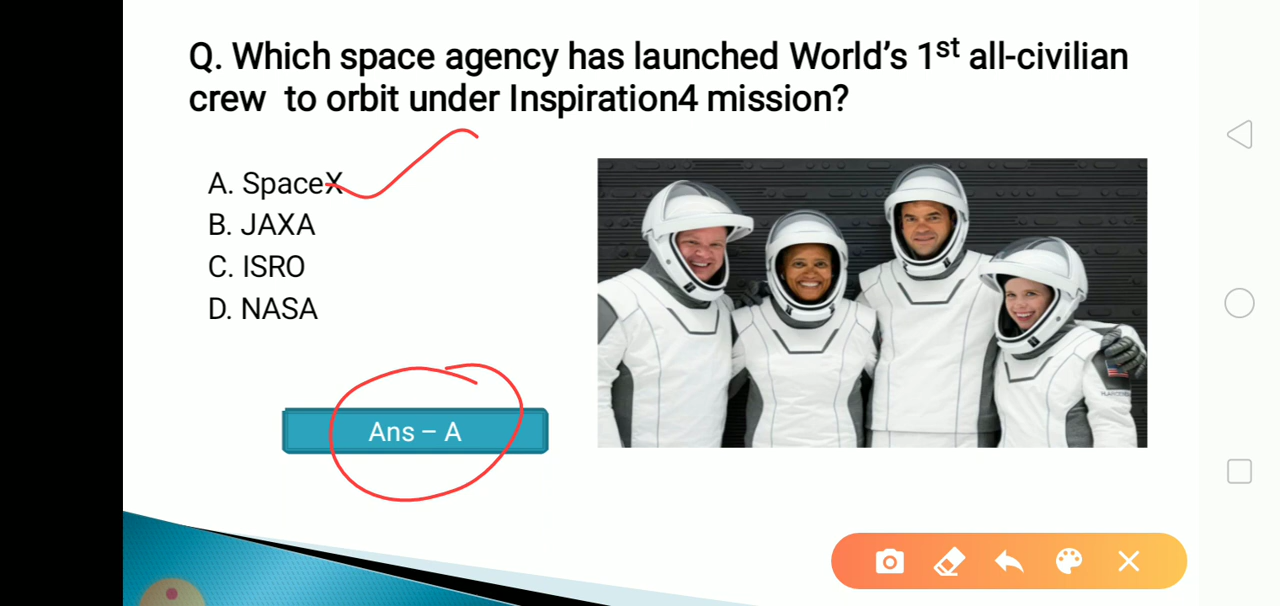 Q. Which space agency has launched World's 1st all-civilian
crew to orbit under Inspiration4 mission?
A. SpaceX
B. JAXA
C. ISRO
D. NASA
Ans – A